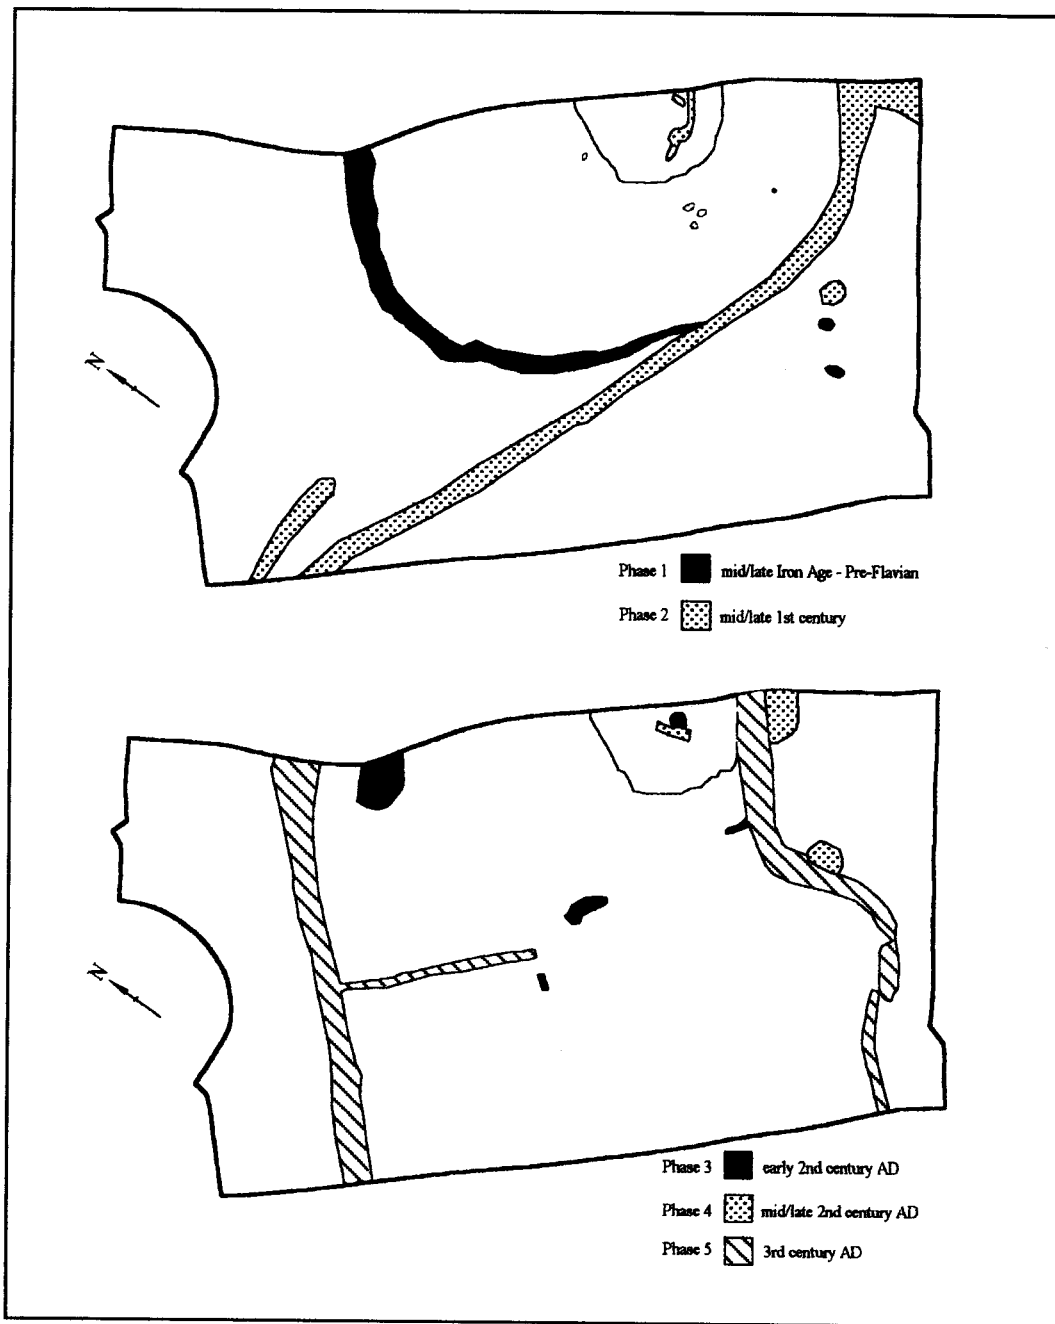 N
Phase 1 mid/late Iron Age - Pre-Flavian
Phase 2 mid/late 1st century
N
Phase 3 early 2nd century AD
Phase 4 mid/late 2nd century AD
Phase 5 3rd century AD